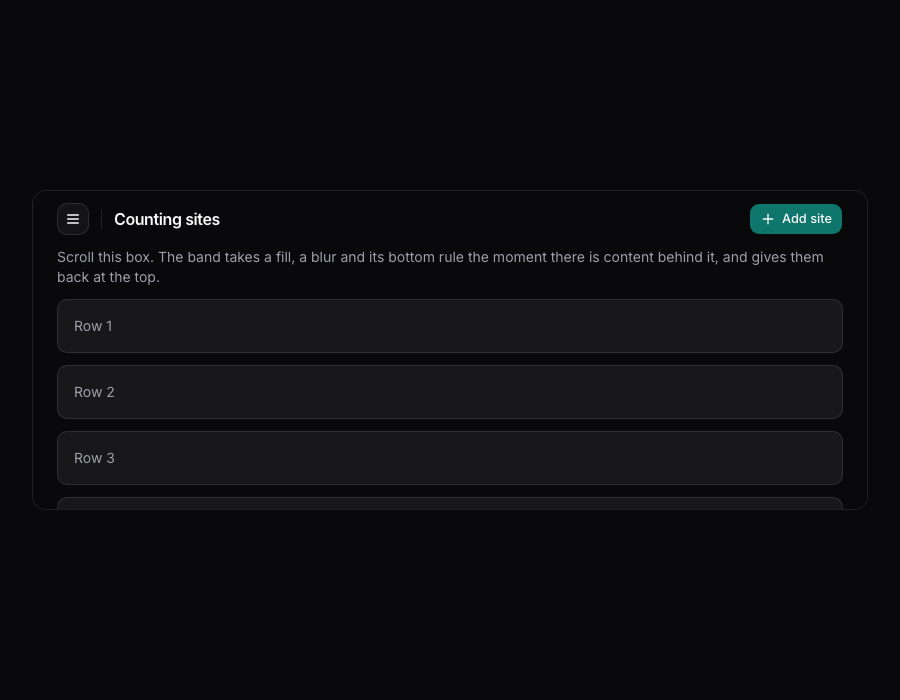 Counting sites
Add site
Scroll this box. The band takes a fill, a blur and its bottom rule the moment there is content behind it, and gives them
back at the top.
Row 1
Row 2
Row 3